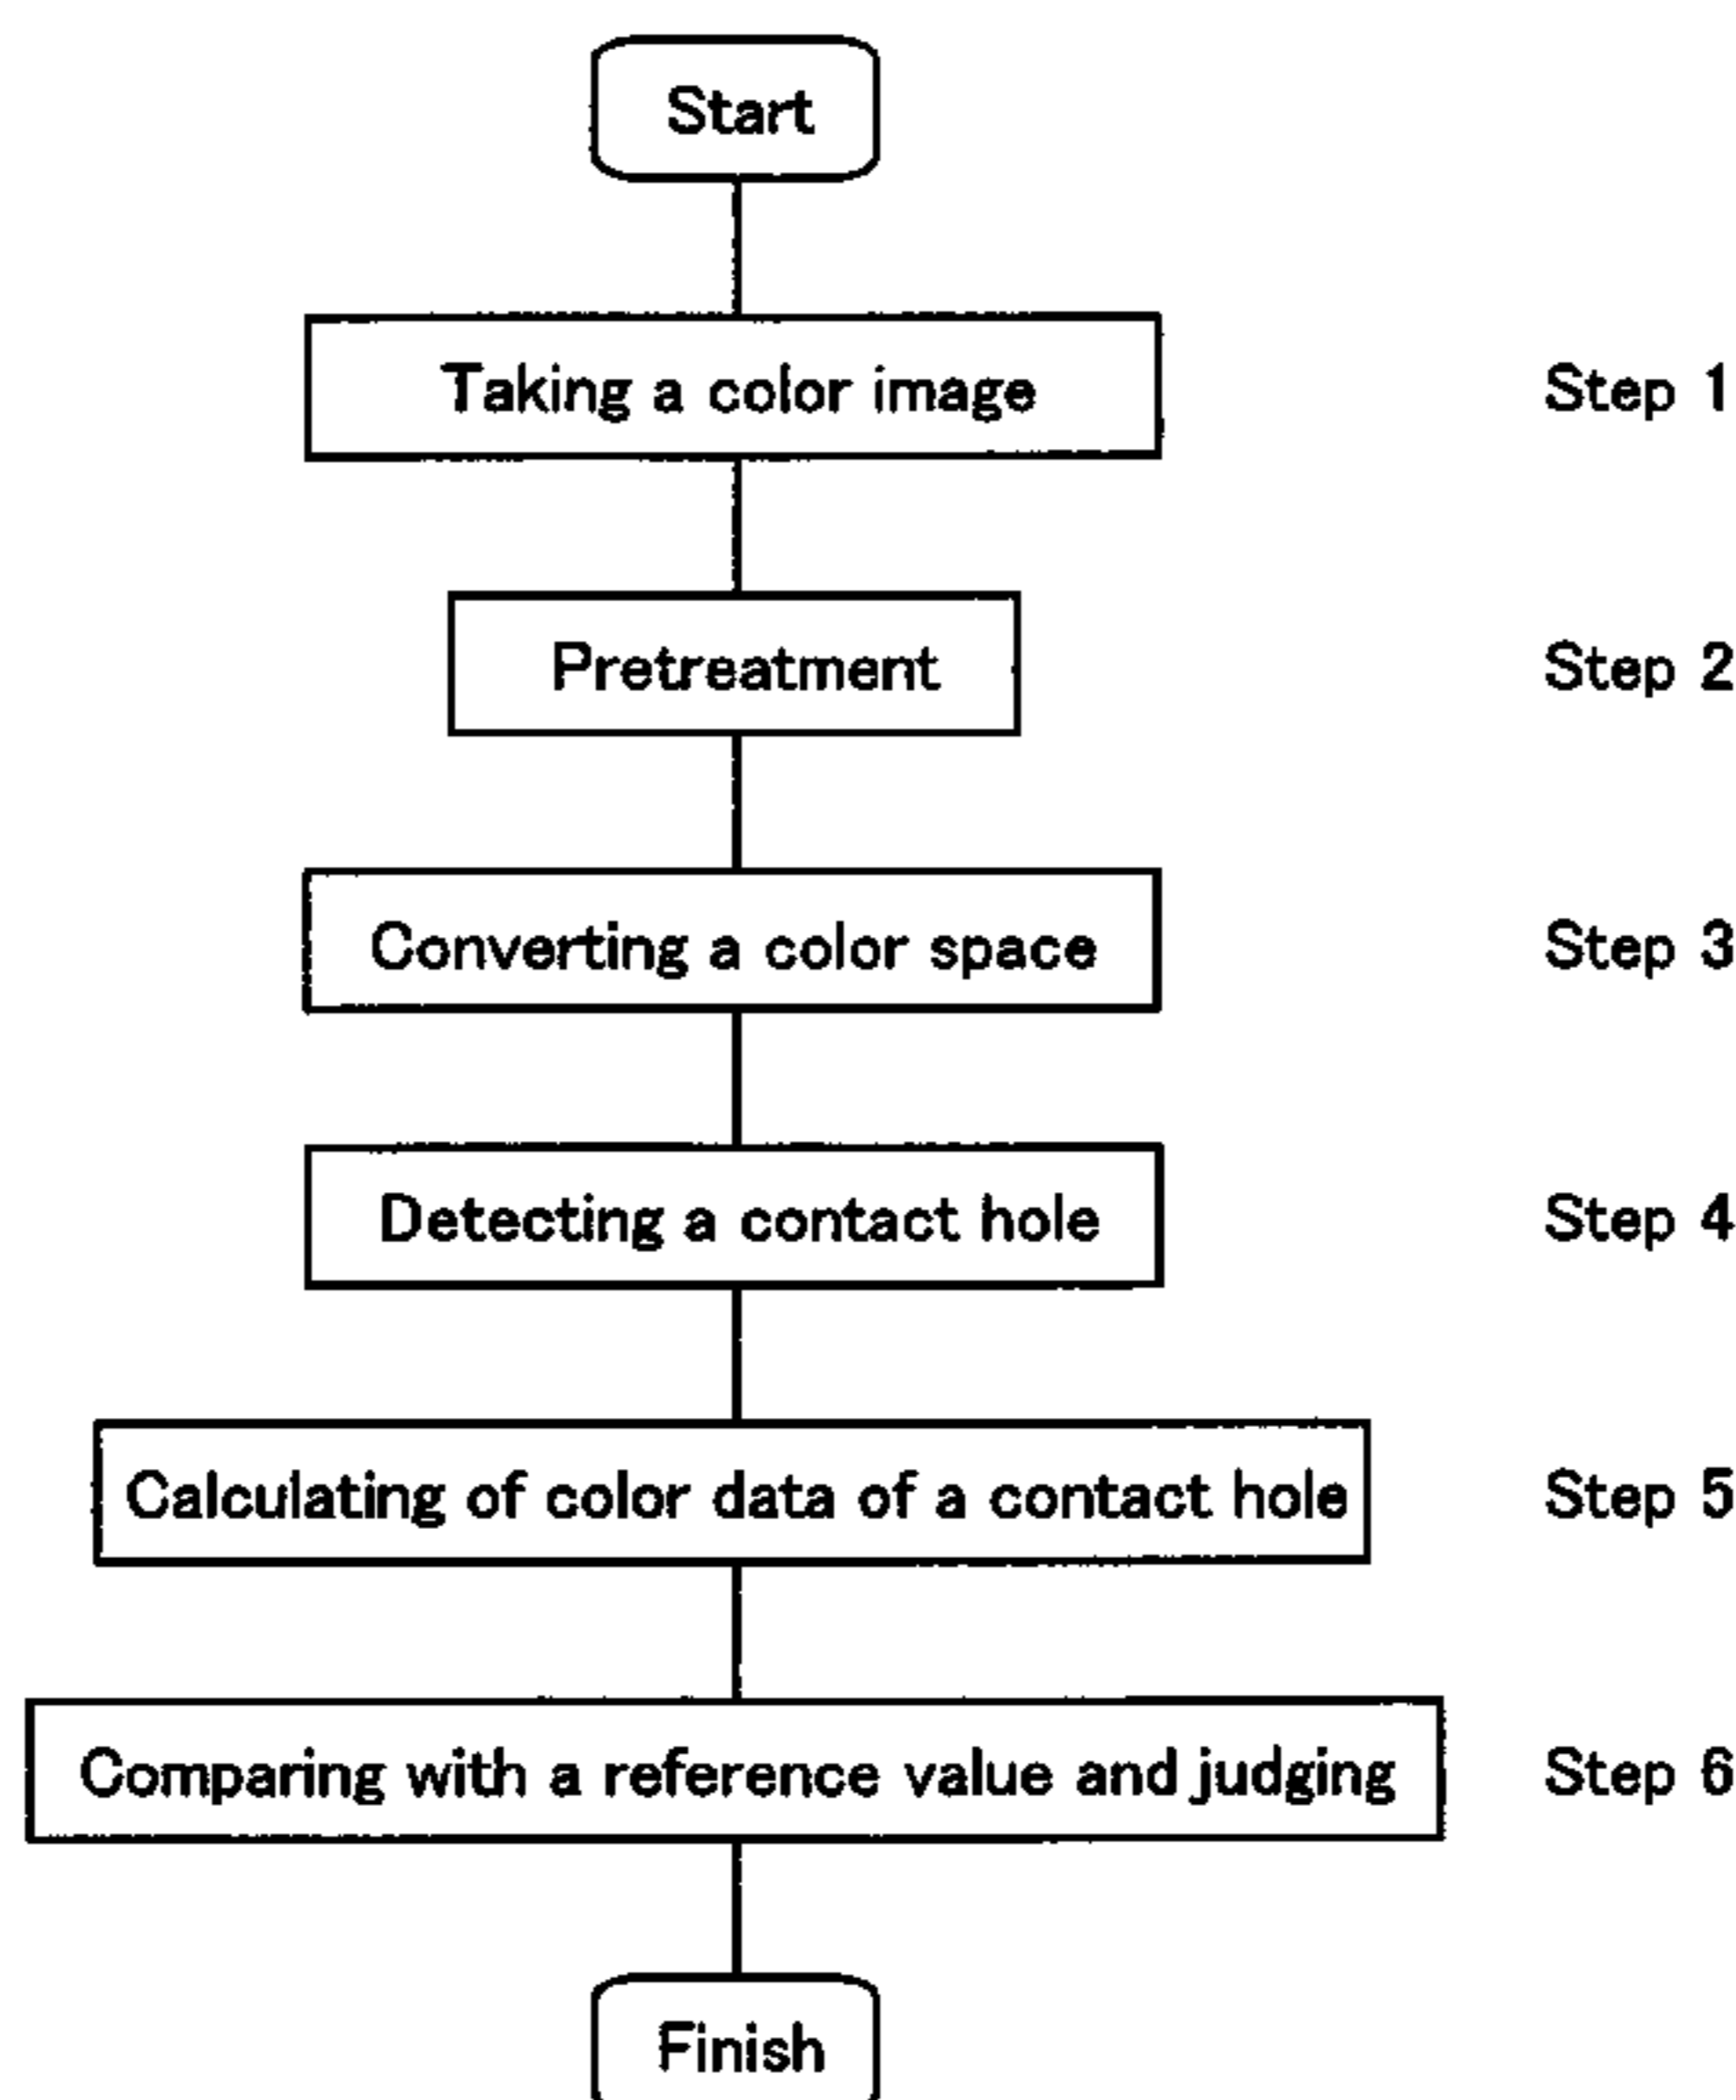 Start
Taking a color image Step 1
Pretreatment Step 2
Converting a color space Step 3
Detecting a contact hole Step 4
Calculating of color data of a contact hole Step 5
Comparing with a reference value and judging Step 6
Finish